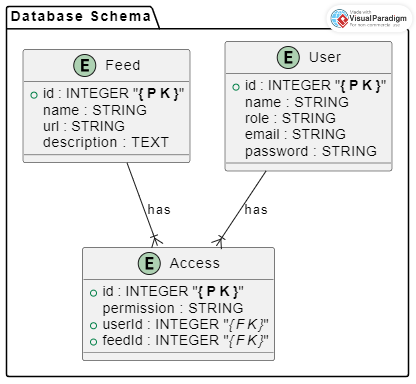 Database Schema
Made with
VisualParadigm
For non-commercial use
E Feed
id : INTEGER "{ P K }"
name : STRING
url : STRING
description : TEXT
E User
id : INTEGER "{ P K }"
name : STRING
role : STRING
email : STRING
password : STRING
has
has
E Access
id : INTEGER "{ P K }"
permission : STRING
userId : INTEGER "{F K}"
feedId : INTEGER "{F K}"